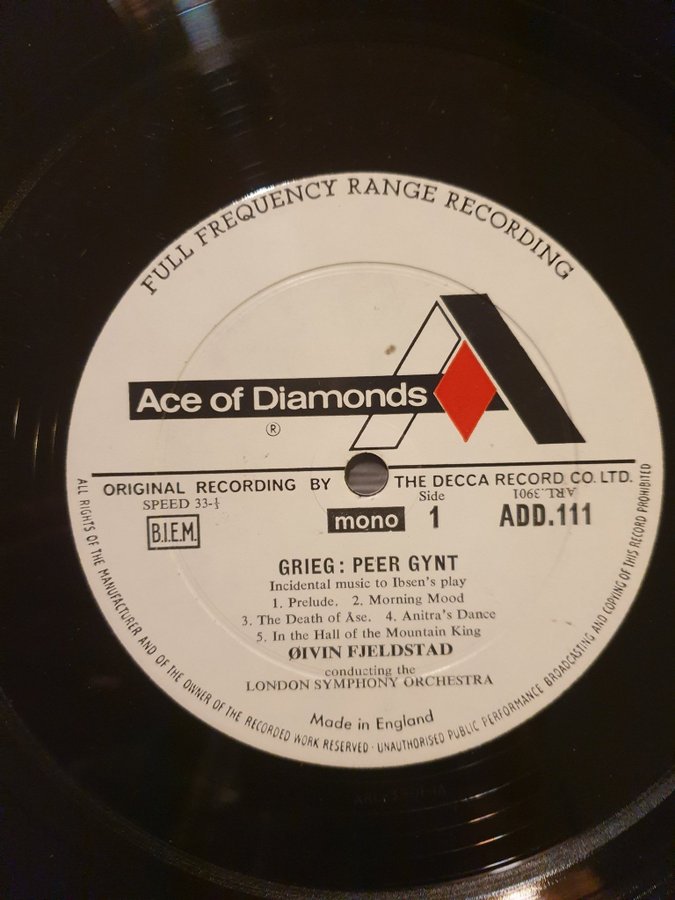 FULL FREQUENCY RANGE RECORDING
Ace of Diamonds
®
ORIGINAL RECORDING BY THE DECCA RECORD CO. LTD.
SPEED 33-⅓
B.I.E.M.
mono
Side
1
ARL.3901
ADD.111
GRIEG: PEER GYNT
Incidental music to Ibsen's play
1. Prelude. 2. Morning Mood
3. The Death of Åse. 4. Anitra's Dance
5. In the Hall of the Mountain King
ØIVIN FJELDSTAD
conducting the
LONDON SYMPHONY ORCHESTRA
Made in England
ALL RIGHTS OF THE MANUFACTURER AND OF THE OWNER OF THE RECORDED WORK RESERVED · UNAUTHORISED PUBLIC PERFORMANCE BROADCASTING AND COPYING OF THIS RECORD PROHIBITED